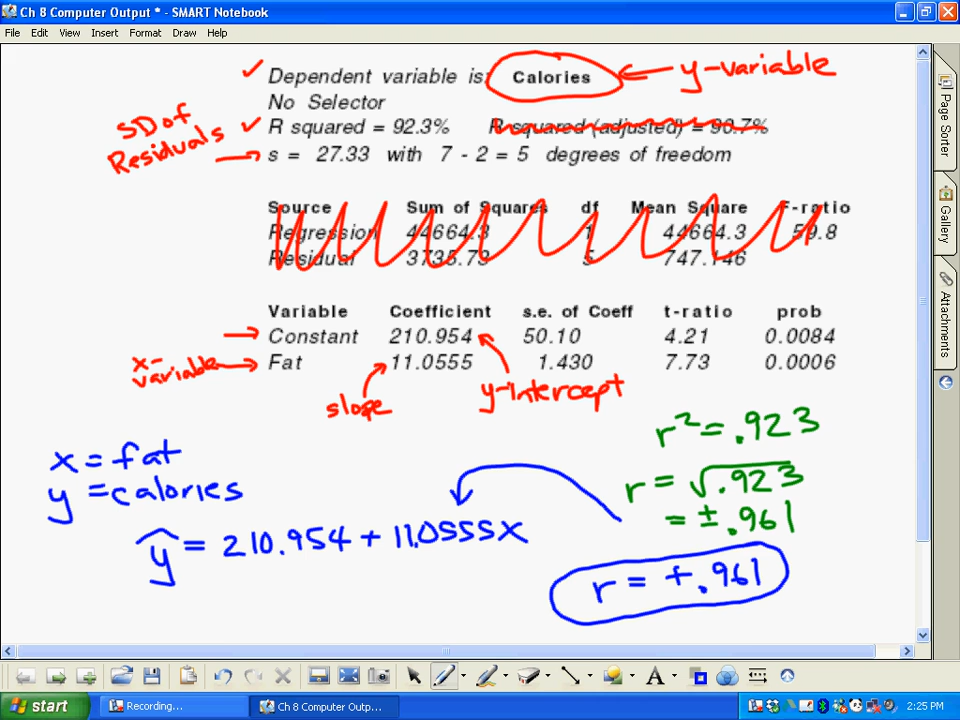 Ch 8 Computer Output * - SMART Notebook
File Edit View Insert Format Draw Help
Dependent variable is: Calories y-variable
No Selector
SD of Residuals
R squared = 92.3% R squared (adjusted) = 90.7%
s = 27.33 with 7 - 2 = 5 degrees of freedom
Source Sum of Squares df Mean Square F-ratio
Regression 44664.3 1 44664.3 59.8
Residual 3735.73 5 747.146
Variable Coefficient s.e. of Coeff t-ratio prob
Constant 210.954 50.10 4.21 0.0084
x-variable Fat 11.0555 1.430 7.73 0.0006
slope y-intercept
r² = .923
x = fat
r = √.923
y = calories
= ± .961
ŷ = 210.954 + 11.0555x
r = +.961
Page Sorter
Gallery
Attachments
start Recording... Ch 8 Computer Outp... 2:25 PM